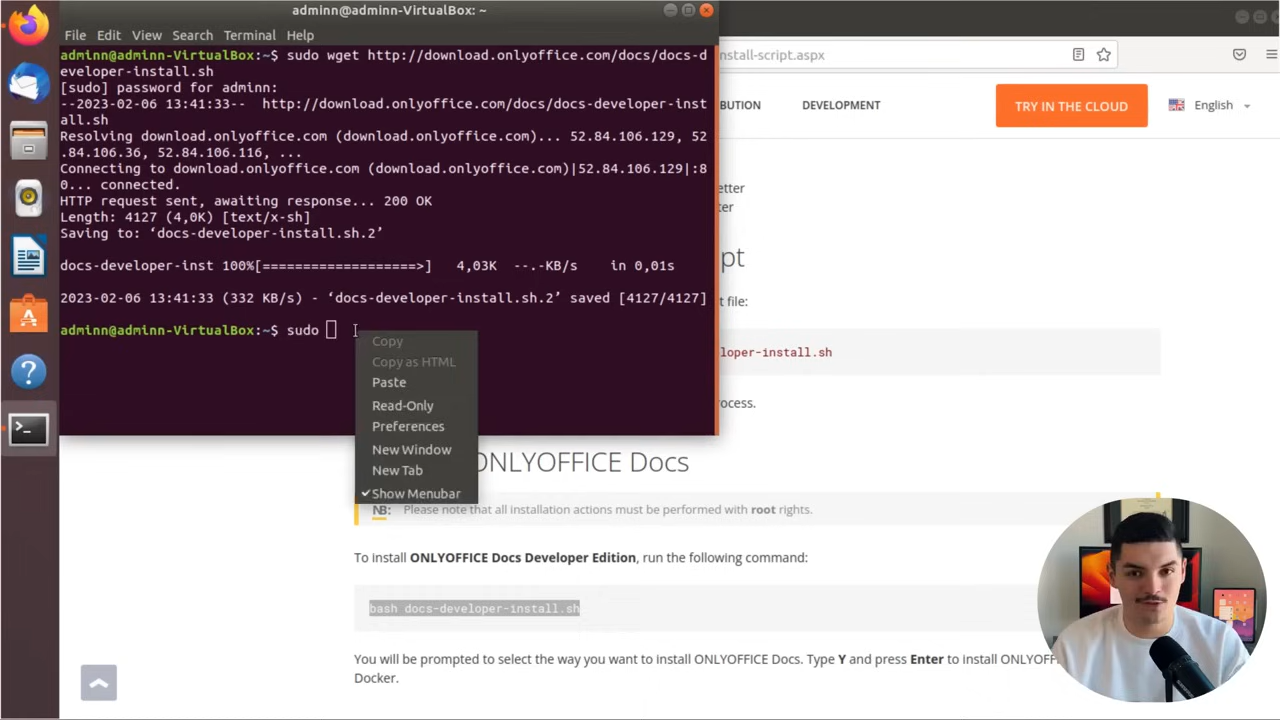 adminn@adminn-VirtualBox: ~
File Edit View Search Terminal Help
adminn@adminn-VirtualBox:~$ sudo wget http://download.onlyoffice.com/docs/docs-d
eveloper-install.sh
[sudo] password for adminn:
--2023-02-06 13:41:33--  http://download.onlyoffice.com/docs/docs-developer-inst
all.sh
Resolving download.onlyoffice.com (download.onlyoffice.com)... 52.84.106.129, 52
.84.106.36, 52.84.106.116, ...
Connecting to download.onlyoffice.com (download.onlyoffice.com)|52.84.106.129|:8
0... connected.
HTTP request sent, awaiting response... 200 OK
Length: 4127 (4,0K) [text/x-sh]
Saving to: ‘docs-developer-install.sh.2’
docs-developer-inst 100%[===================>]   4,03K  --.-KB/s    in 0,01s
2023-02-06 13:41:33 (332 KB/s) - ‘docs-developer-install.sh.2’ saved [4127/4127]
adminn@adminn-VirtualBox:~$ sudo
Copy
Copy as HTML
Paste
Read-Only
Preferences
New Window
New Tab
Show Menubar
nstall-script.aspx
BUTION DEVELOPMENT TRY IN THE CLOUD English
etter
ter
pt
t file:
loper-install.sh
ocess.
ONLYOFFICE Docs
NB: Please note that all installation actions must be performed with root rights.
To install ONLYOFFICE Docs Developer Edition, run the following command:
bash docs-developer-install.sh
You will be prompted to select the way you want to install ONLYOFFICE Docs. Type Y and press Enter to install ONLYOFF
Docker.